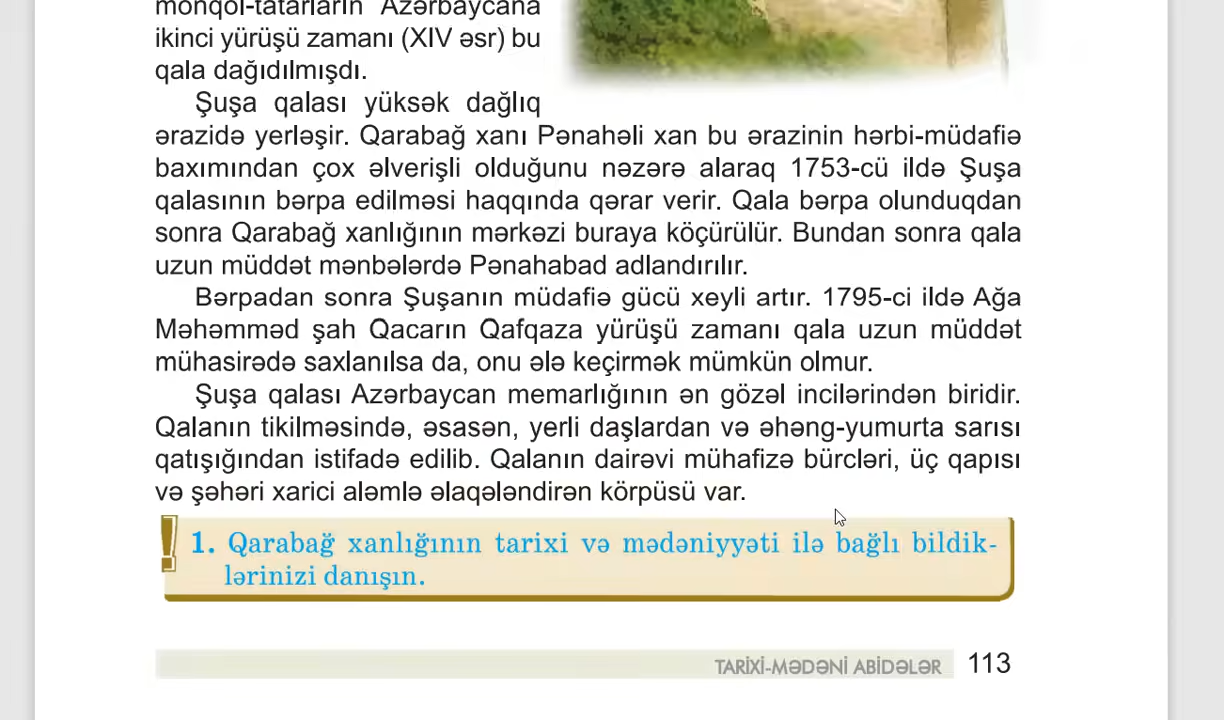 monqol-tatarların Azərbaycana
ikinci yürüşü zamanı (XIV əsr) bu
qala dağıdılmışdı.
Şuşa qalası yüksək dağlıq
ərazidə yerləşir. Qarabağ xanı Pənahəli xan bu ərazinin hərbi-müdafiə
baxımından çox əlverişli olduğunu nəzərə alaraq 1753-cü ildə Şuşa
qalasının bərpa edilməsi haqqında qərar verir. Qala bərpa olunduqdan
sonra Qarabağ xanlığının mərkəzi buraya köçürülür. Bundan sonra qala
uzun müddət mənbələrdə Pənahabad adlandırılır.
Bərpadan sonra Şuşanın müdafiə gücü xeyli artır. 1795-ci ildə Ağa
Məhəmməd şah Qacarın Qafqaza yürüşü zamanı qala uzun müddət
mühasirədə saxlanılsa da, onu ələ keçirmək mümkün olmur.
Şuşa qalası Azərbaycan memarlığının ən gözəl incilərindən biridir.
Qalanın tikilməsində, əsasən, yerli daşlardan və əhəng-yumurta sarısı
qatışığından istifadə edilib. Qalanın dairəvi mühafizə bürcləri, üç qapısı
və şəhəri xarici aləmlə əlaqələndirən körpüsü var.
! 1. Qarabağ xanlığının tarixi və mədəniyyəti ilə bağlı bildik-
lərinizi danışın.
TARİXİ-MƏDƏNİ ABİDƏLƏR 113